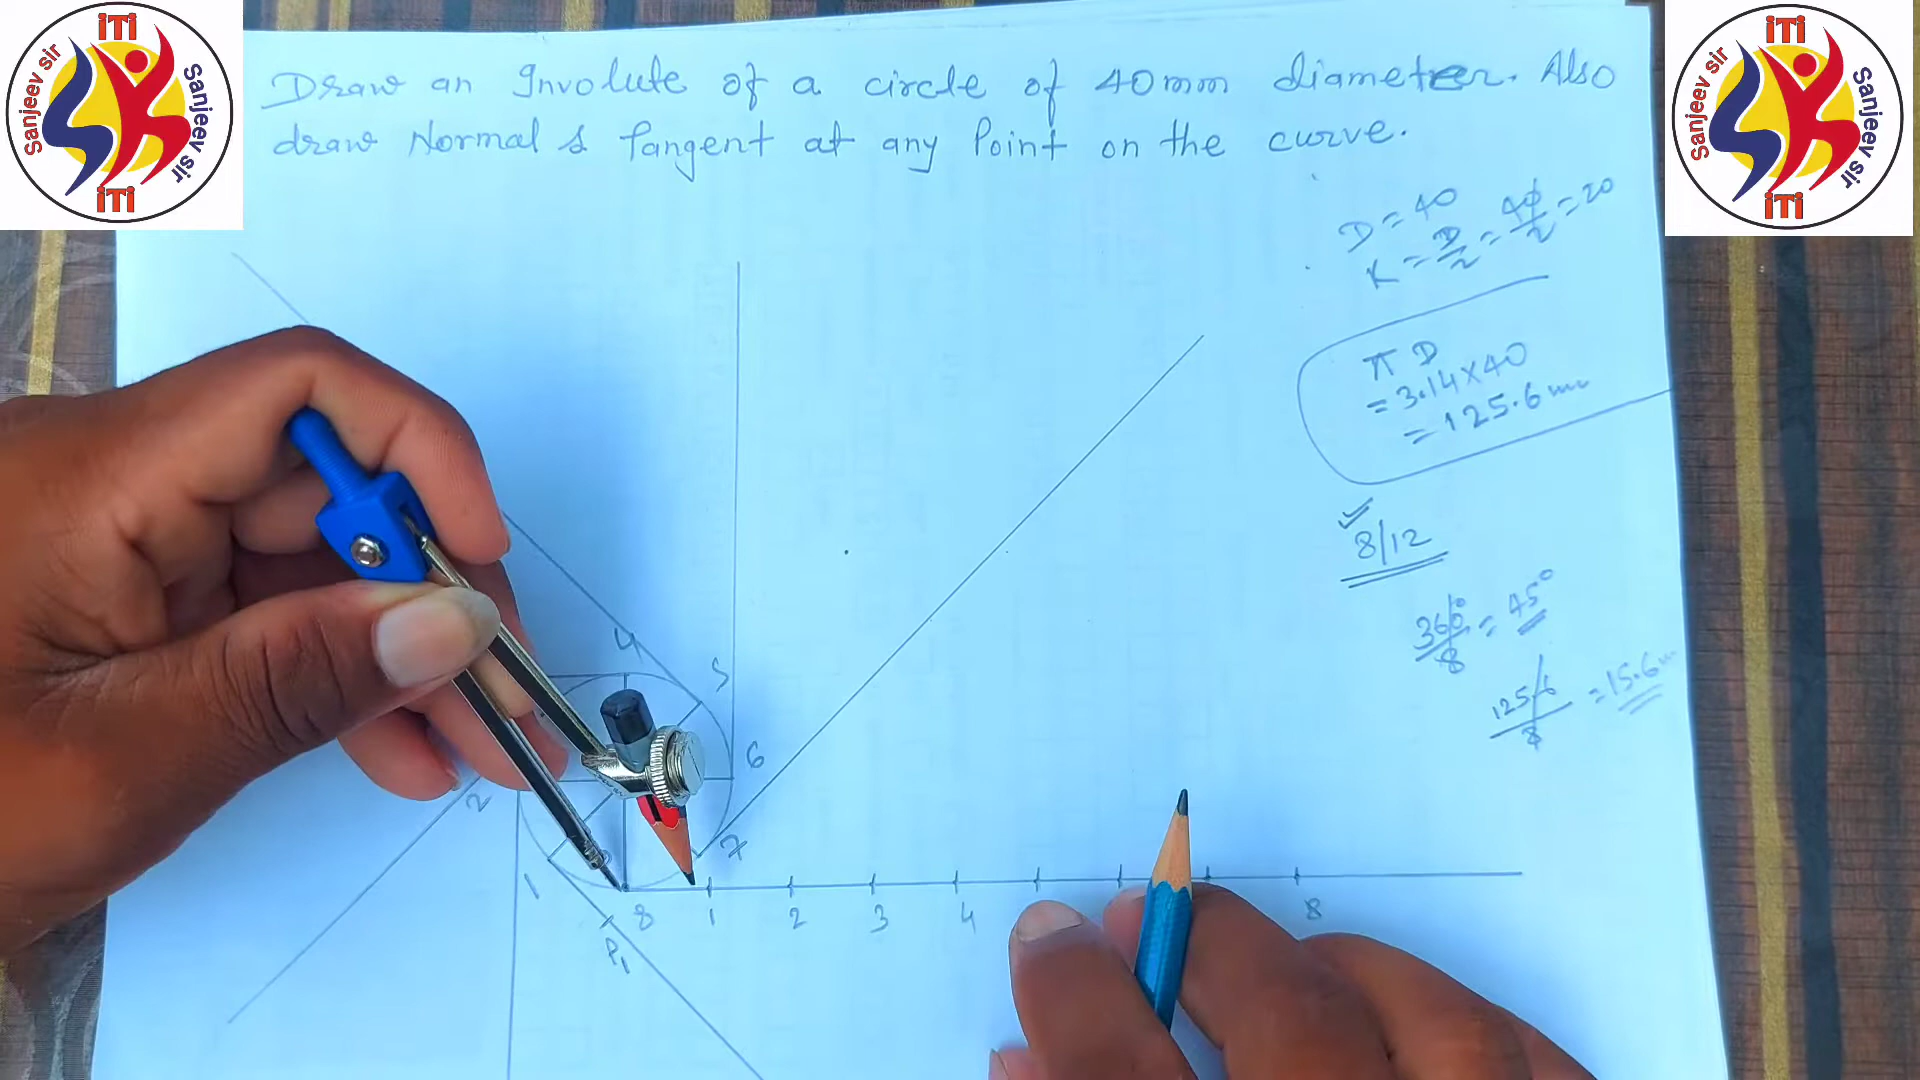 iTi
Sanjeev sir
Sanjeev sir
iTi
iTi
Sanjeev sir
Sanjeev sir
iTi
Draw an Involute of a circle of 40mm diameter. Also
draw Normal & Tangent at any Point on the curve.
D = 40
R = D/2 = 40/2 = 20
π D
= 3.14×40
= 125.6 mm
8/12
360°/8 = 45°
125.6/8 = 15.6
4
5
6
2
7
1
8 1 2 3 4 8
P1